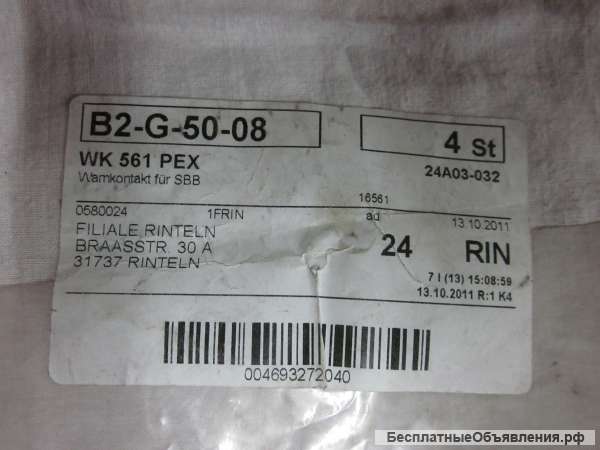 B2-G-50-08
4 St
WK 561 PEX
Warnkontakt für SBB
24A03-032
16561
0580024 1FRIN ad 13.10.2011
FILIALE RINTELN
BRAASSTR. 30 A
31737 RINTELN
24 RIN
7 I (13) 15:08:59
13.10.2011 R:1 K4
004693272040
БесплатныеОбъявления.рф